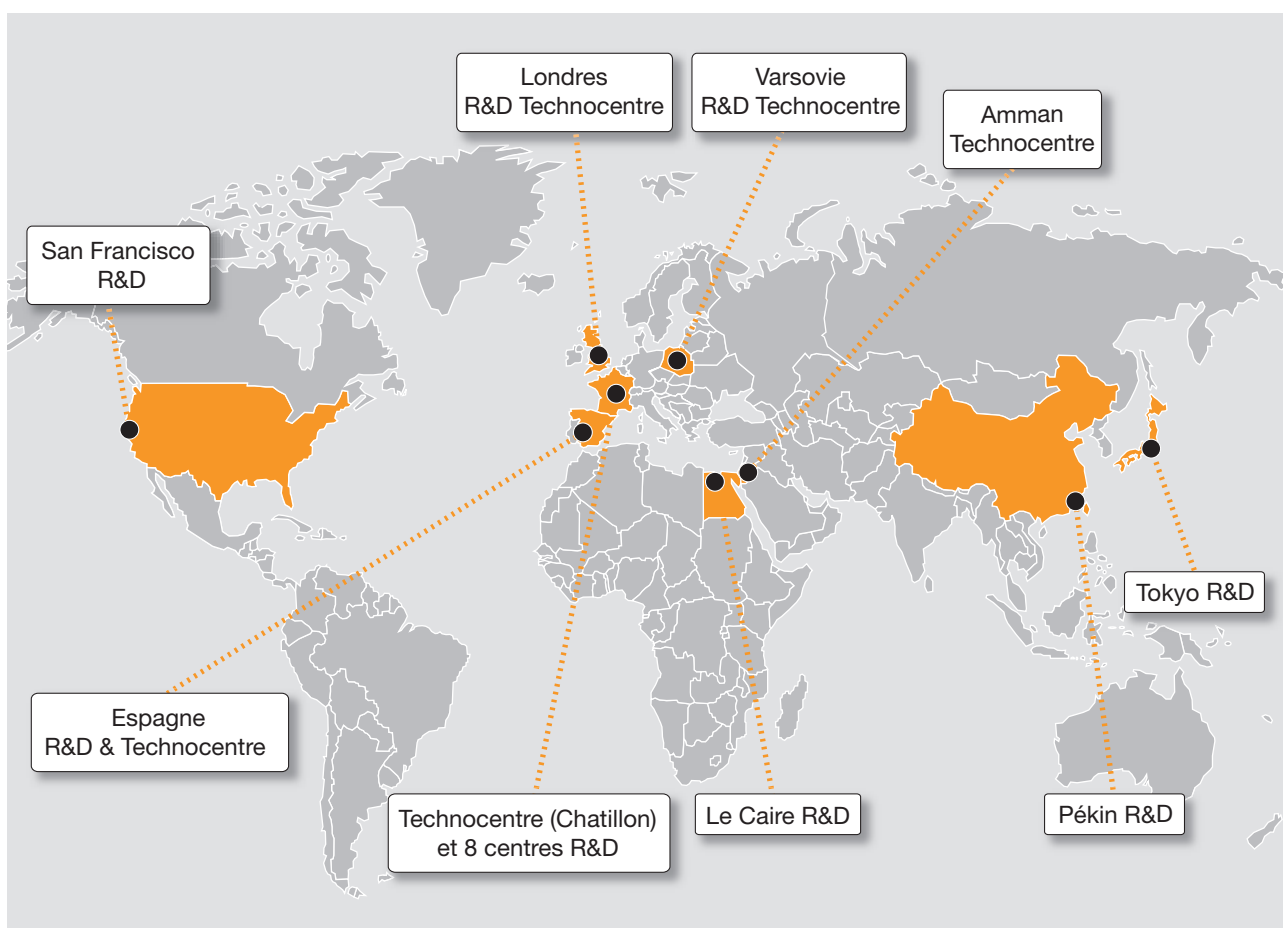 Londres
R&D Technocentre
Varsovie
R&D Technocentre
Amman
Technocentre
San Francisco
R&D
Tokyo R&D
Espagne
R&D & Technocentre
Technocentre (Chatillon)
et 8 centres R&D
Le Caire R&D
Pékin R&D